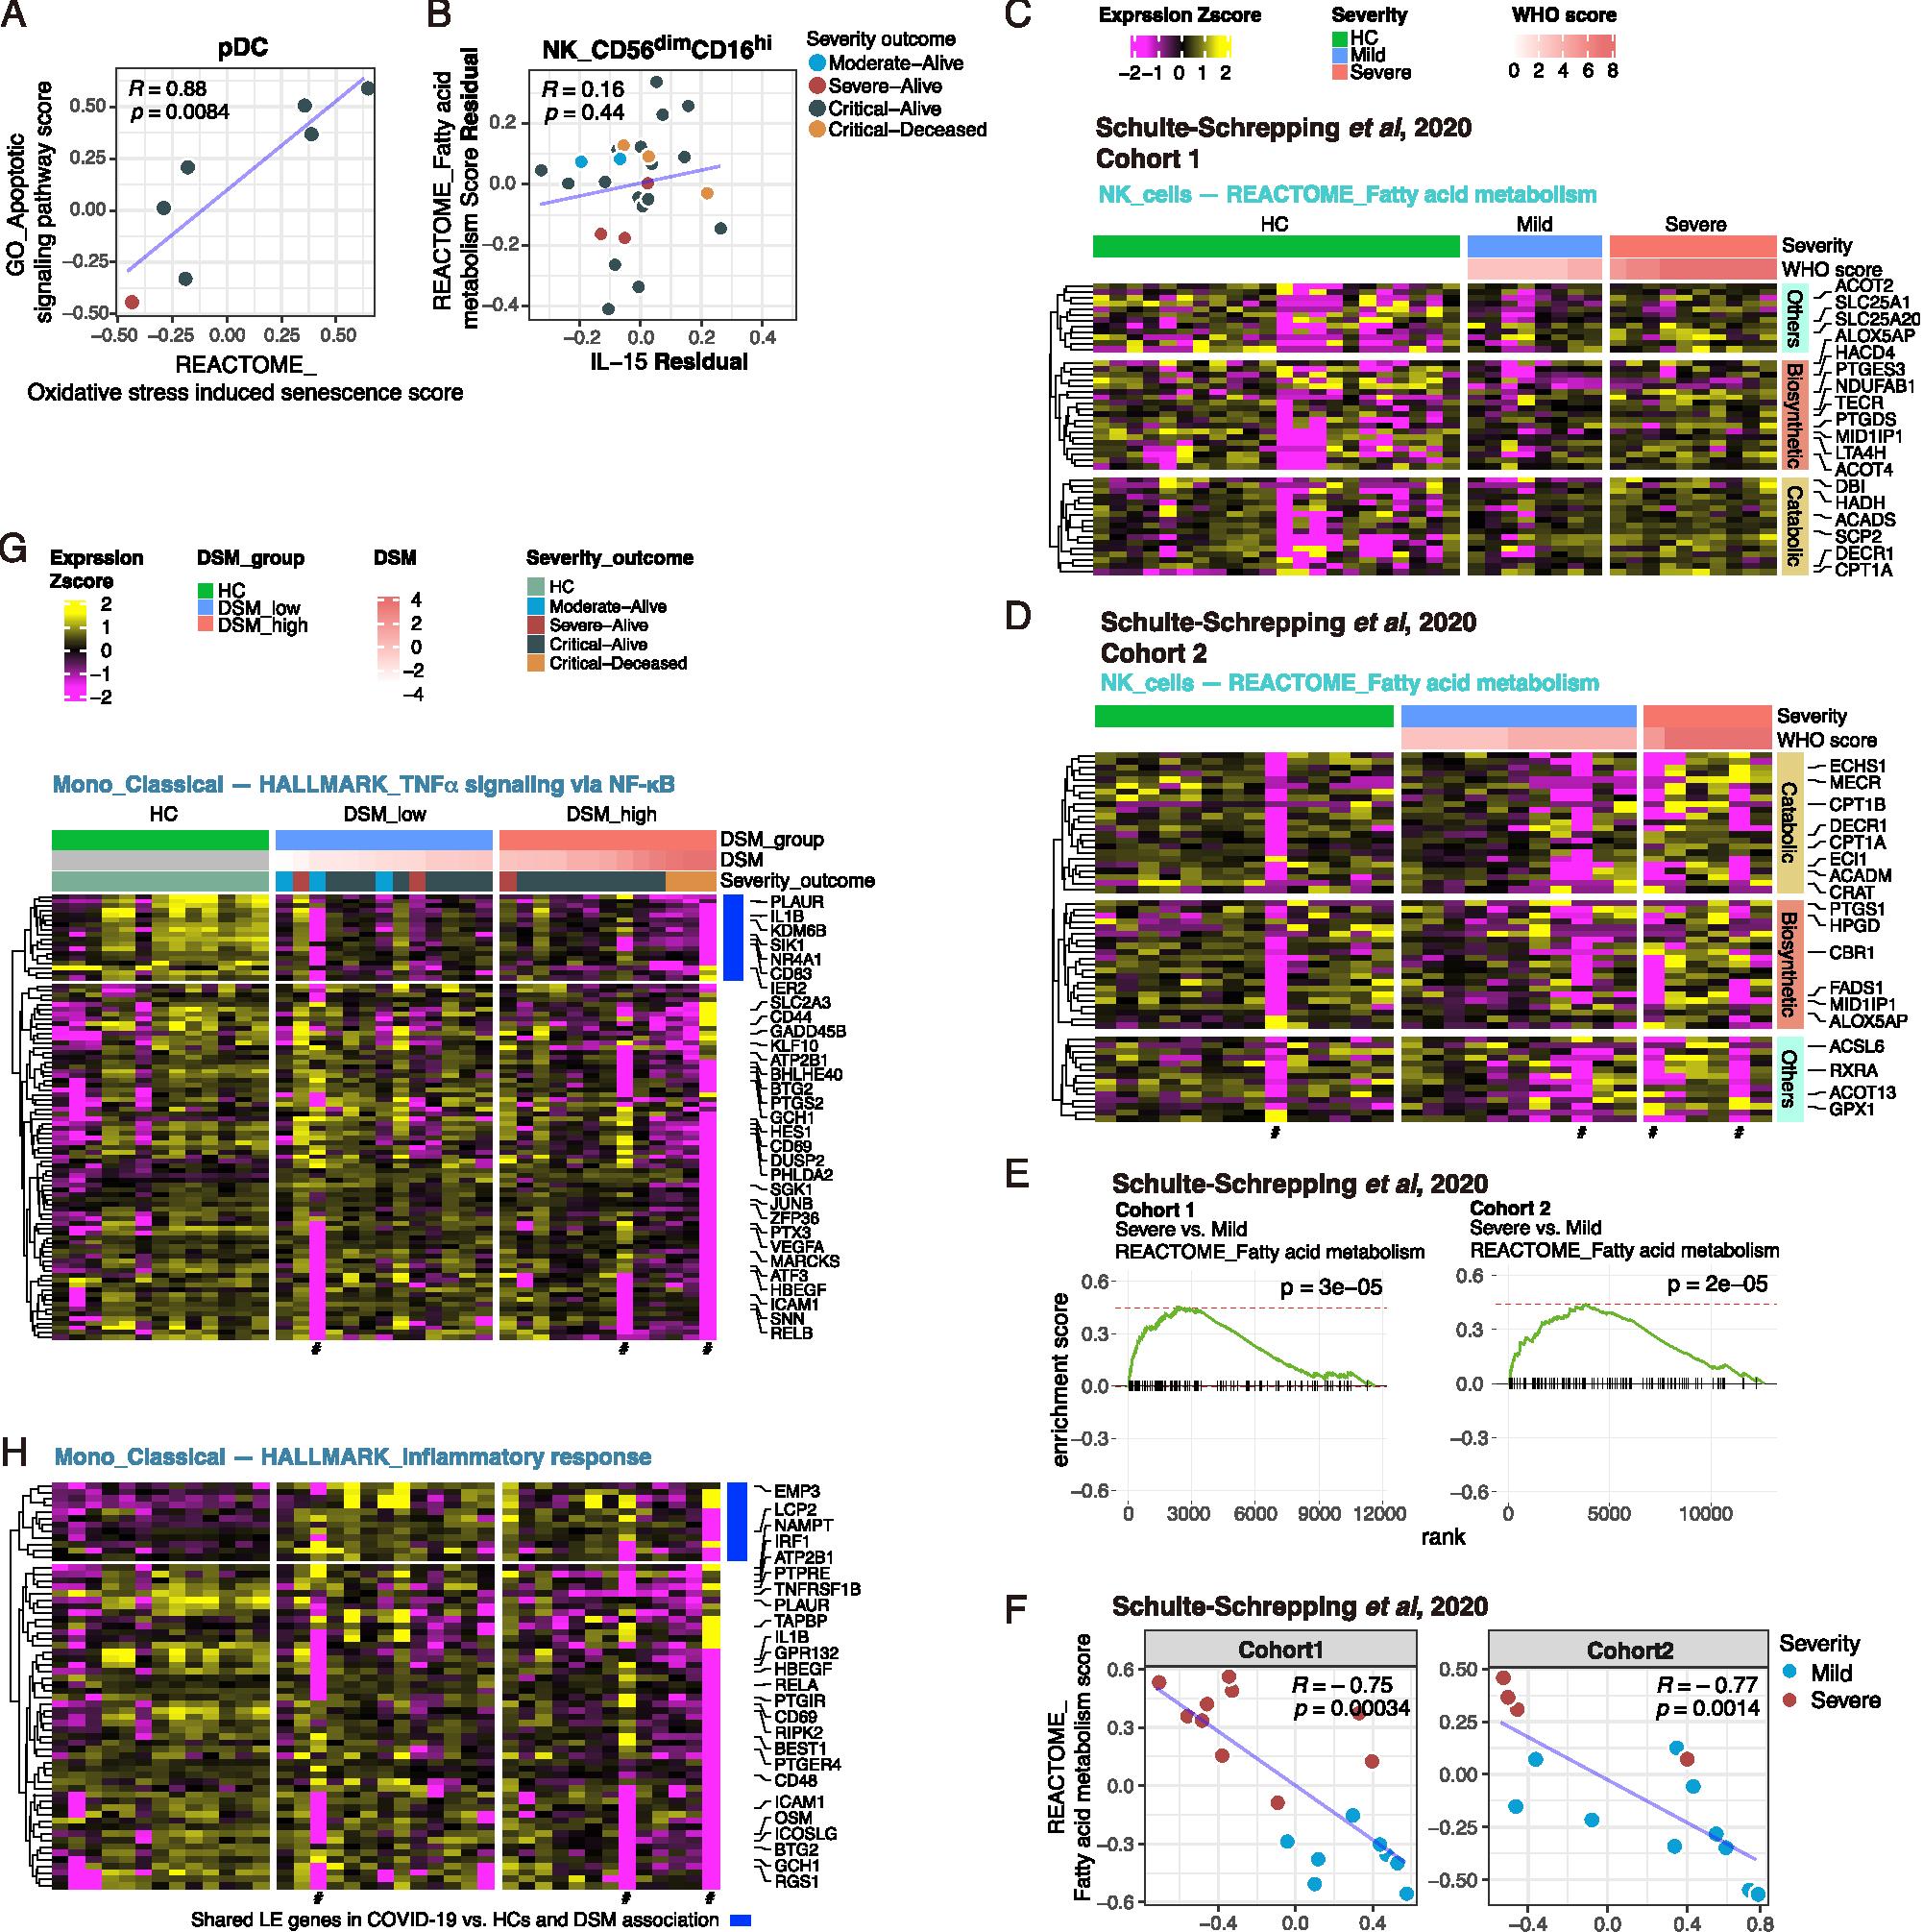 A
pDC
R = 0.88
p = 0.0084
GO_Apoptotic
signaling pathway score
0.50
0.25
0.00
−0.25
−0.50
−0.50 −0.25 0.00 0.25 0.50
REACTOME_
Oxidative stress induced senescence score
B
NK_CD56dimCD16hi
R = 0.16
p = 0.44
REACTOME_Fatty acid
metabolism Score Residual
0.2
0.0
−0.2
−0.4
−0.2 0.0 0.2 0.4
IL−15 Residual
Severity outcome
Moderate−Alive
Severe−Alive
Critical−Alive
Critical−Deceased
C
Exprssion Zscore
−2 −1 0 1 2
Severity
HC
Mild
Severe
WHO score
0 2 4 6 8
Schulte-Schrepping et al, 2020
Cohort 1
NK_cells — REACTOME_Fatty acid metabolism
HC Mild Severe
Severity
WHO score
Others
Biosynthetic
Catabolic
ACOT2
SLC25A1
SLC25A20
ALOX5AP
HACD4
PTGES3
NDUFAB1
TECR
PTGDS
MID1IP1
LTA4H
ACOT4
DBI
HADH
ACADS
SCP2
DECR1
CPT1A
D
Schulte-Schrepping et al, 2020
Cohort 2
NK_cells — REACTOME_Fatty acid metabolism
Severity
WHO score
Catabolic
Biosynthetic
Others
ECHS1
MECR
CPT1B
DECR1
CPT1A
ECI1
ACADM
CRAT
PTGS1
HPGD
CBR1
FADS1
MID1IP1
ALOX5AP
ACSL6
RXRA
ACOT13
GPX1
# # # #
E
Schulte-Schrepping et al, 2020
Cohort 1
Severe vs. Mild
REACTOME_Fatty acid metabolism
p = 3e−05
enrichment score
0.6
0.3
0.0
−0.3
−0.6
0 3000 6000 9000 12000
Cohort 2
Severe vs. Mild
REACTOME_Fatty acid metabolism
p = 2e−05
0.6
0.3
0.0
−0.3
−0.6
0 5000 10000
rank
F
Schulte-Schrepping et al, 2020
Cohort1
R = − 0.75
p = 0.00034
REACTOME_
Fatty acid metabolism score
0.6
0.3
0.0
−0.3
−0.6
−0.4 0.0 0.4
Cohort2
R = − 0.77
p = 0.0014
0.50
0.25
0.00
−0.25
−0.50
−0.4 0.0 0.4 0.8
Severity
Mild
Severe
G
Exprssion
Zscore
2
1
0
−1
−2
DSM_group
HC
DSM_low
DSM_high
DSM
4
2
0
−2
−4
Severity_outcome
HC
Moderate−Alive
Severe−Alive
Critical−Alive
Critical−Deceased
Mono_Classical — HALLMARK_TNFα signaling via NF-κB
HC DSM_low DSM_high
DSM_group
DSM
Severity_outcome
PLAUR
IL1B
KDM6B
SIK1
NR4A1
CD83
IER2
SLC2A3
CD44
GADD45B
KLF10
ATP2B1
BHLHE40
BTG2
PTGS2
GCH1
HES1
CD69
DUSP2
PHLDA2
SGK1
JUNB
ZFP36
PTX3
VEGFA
MARCKS
ATF3
HBEGF
ICAM1
SNN
RELB
# # #
H
Mono_Classical — HALLMARK_Inflammatory response
EMP3
LCP2
NAMPT
IRF1
ATP2B1
PTPRE
TNFRSF1B
PLAUR
TAPBP
IL1B
GPR132
HBEGF
RELA
PTGIR
CD69
RIPK2
BEST1
PTGER4
CD48
ICAM1
OSM
ICOSLG
BTG2
GCH1
RGS1
# # #
Shared LE genes in COVID-19 vs. HCs and DSM association